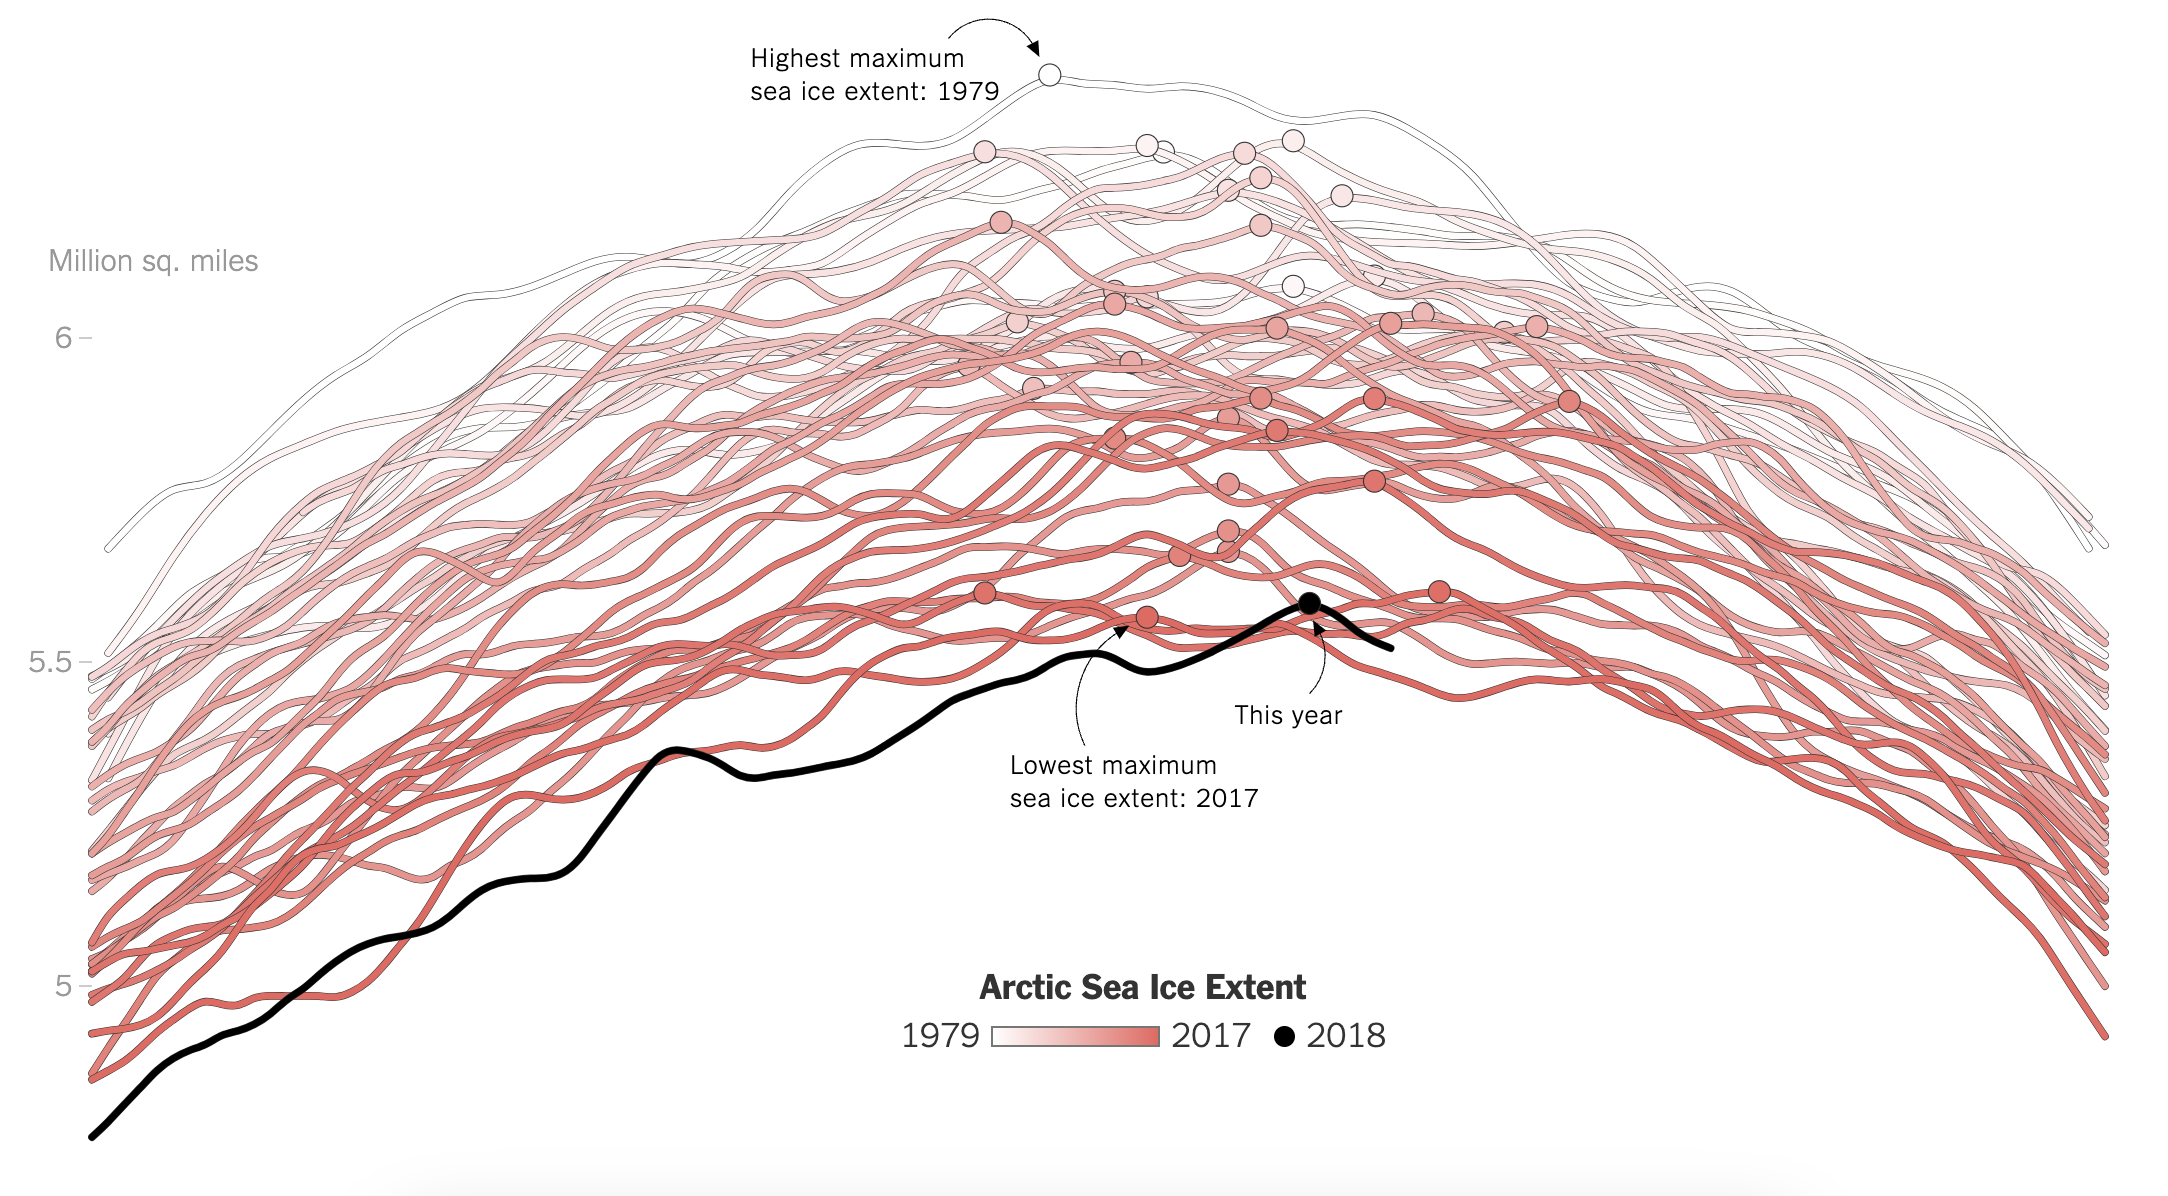 Highest maximum
sea ice extent: 1979
Million sq. miles
6
5.5
This year
Lowest maximum
sea ice extent: 2017
5
Arctic Sea Ice Extent
1979 2017 2018